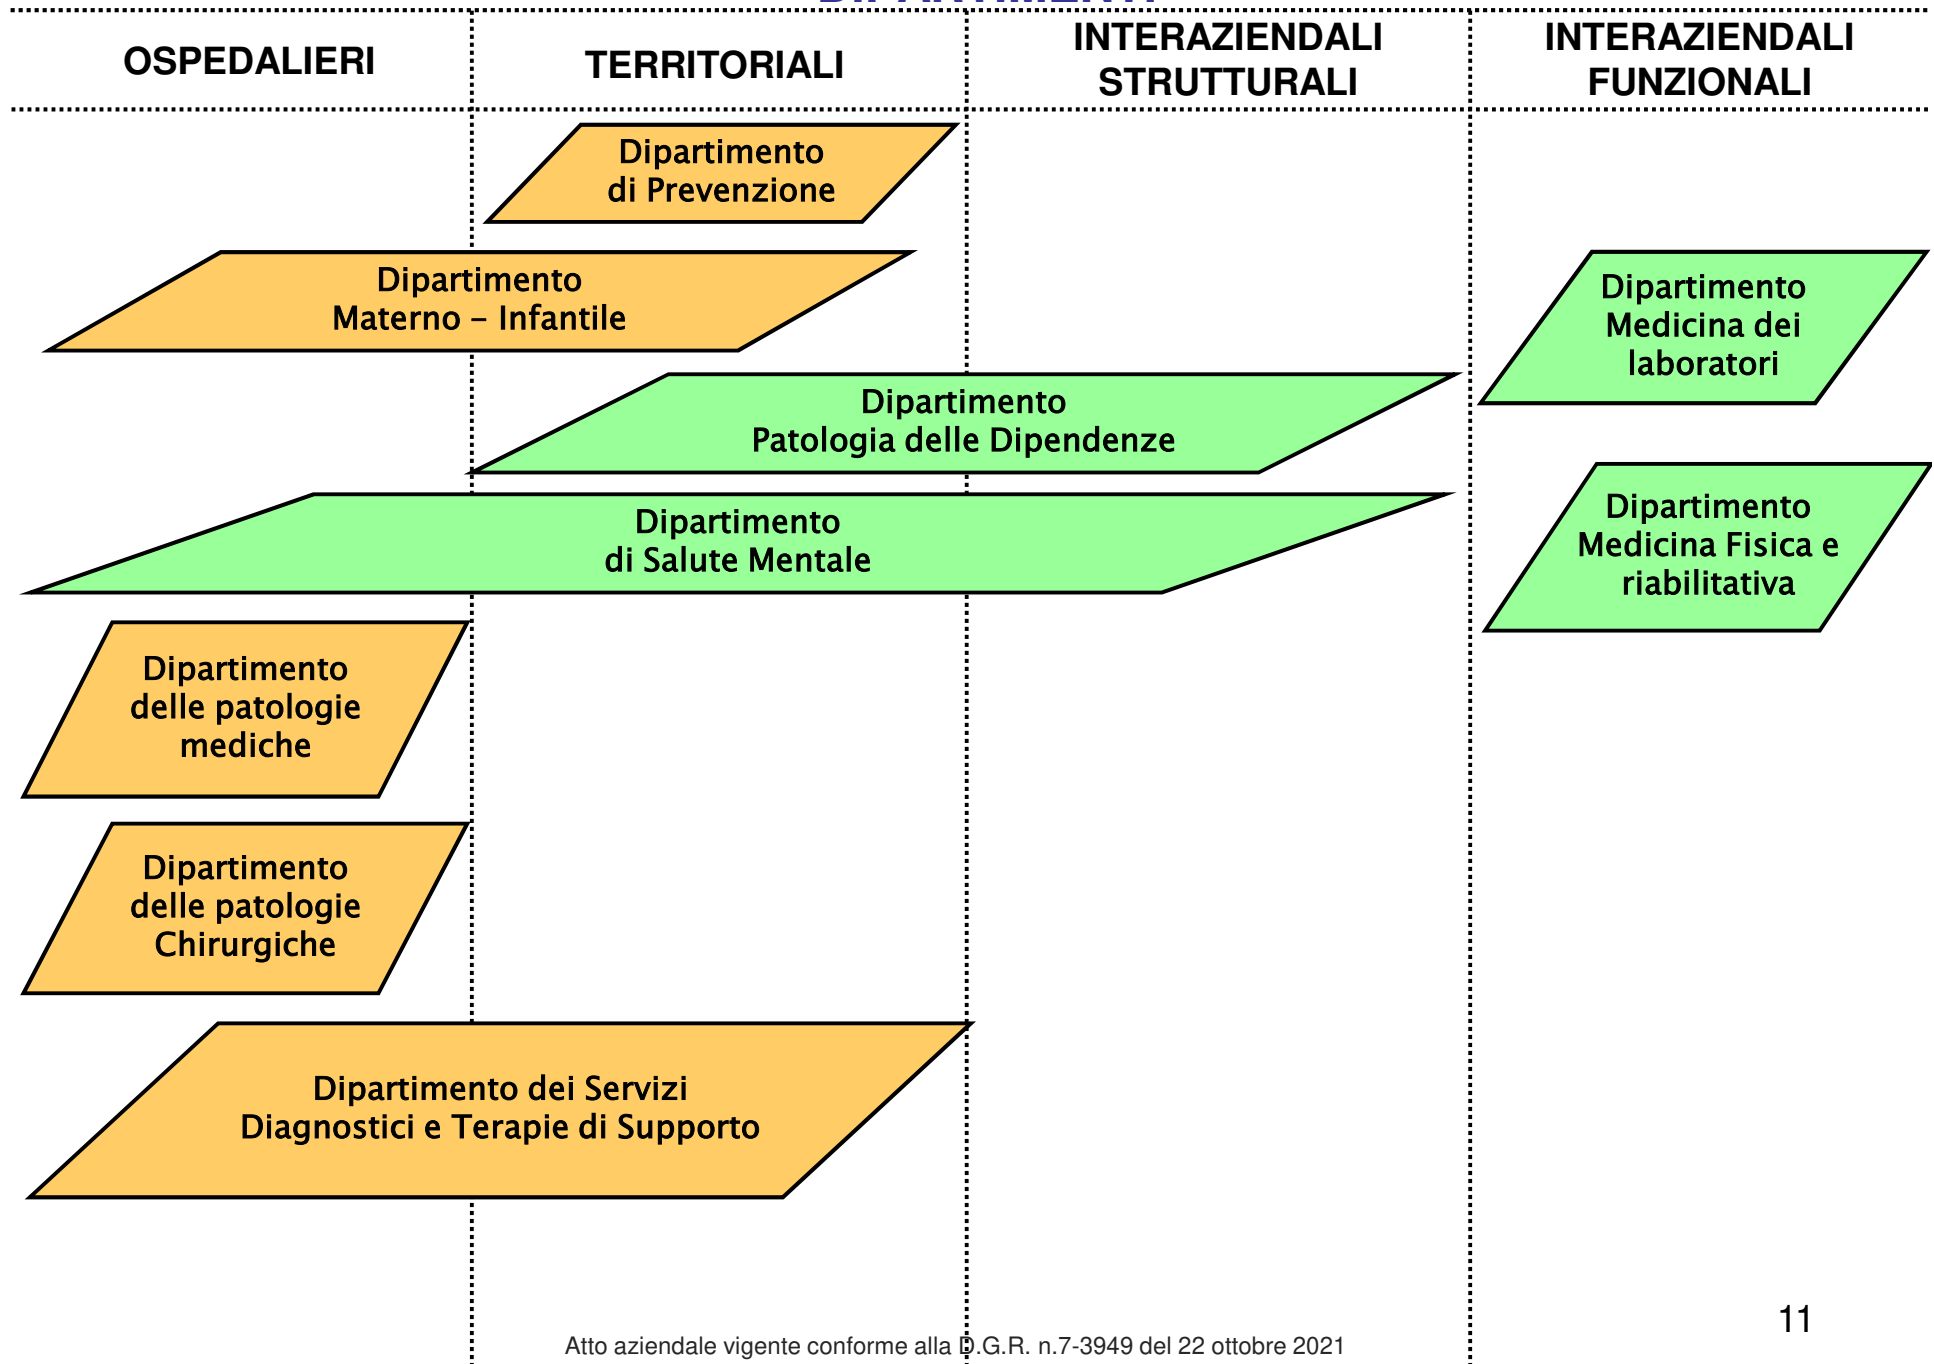 DIPARTIMENTI
OSPEDALIERI
TERRITORIALI
INTERAZIENDALI
STRUTTURALI
INTERAZIENDALI
FUNZIONALI
Dipartimento
di Prevenzione
Dipartimento
Materno – Infantile
Dipartimento
Medicina dei
laboratori
Dipartimento
Patologia delle Dipendenze
Dipartimento
di Salute Mentale
Dipartimento
Medicina Fisica e
riabilitativa
Dipartimento
delle patologie
mediche
Dipartimento
delle patologie
Chirurgiche
Dipartimento dei Servizi
Diagnostici e Terapie di Supporto
11
Atto aziendale vigente conforme alla D.G.R. n.7-3949 del 22 ottobre 2021